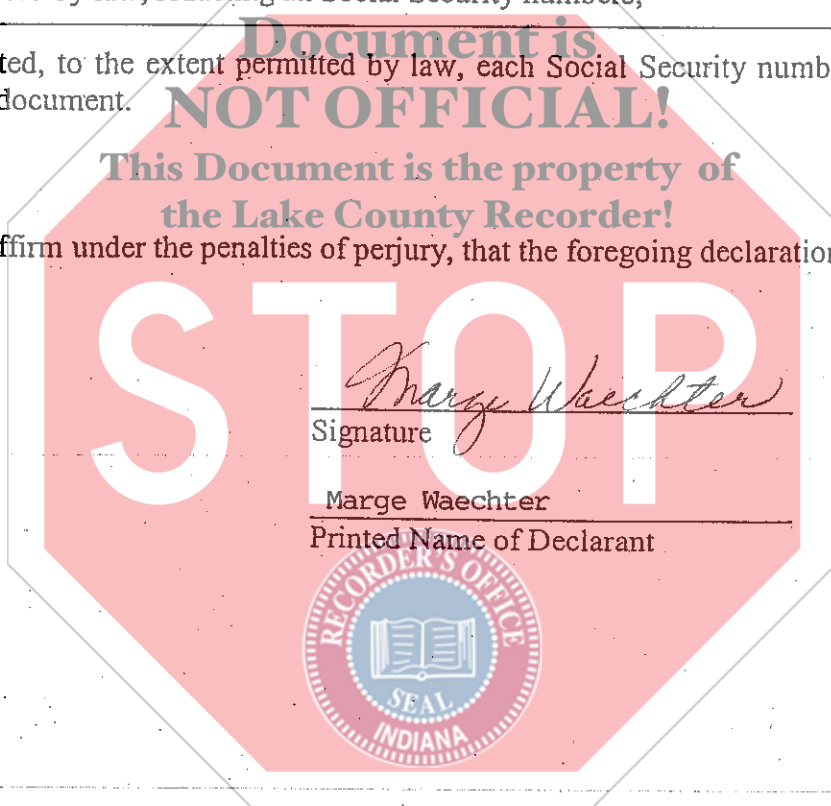 Document is
ted, to the extent permitted by law, each Social Security numb
document.
NOT OFFICIAL!
This Document is the property of
the Lake County Recorder!
ffirm under the penalties of perjury, that the foregoing declaration
STOP
Marge Waechter
Signature
Marge Waechter
Printed Name of Declarant
RECORDER'S OFFICE
SEAL
INDIANA